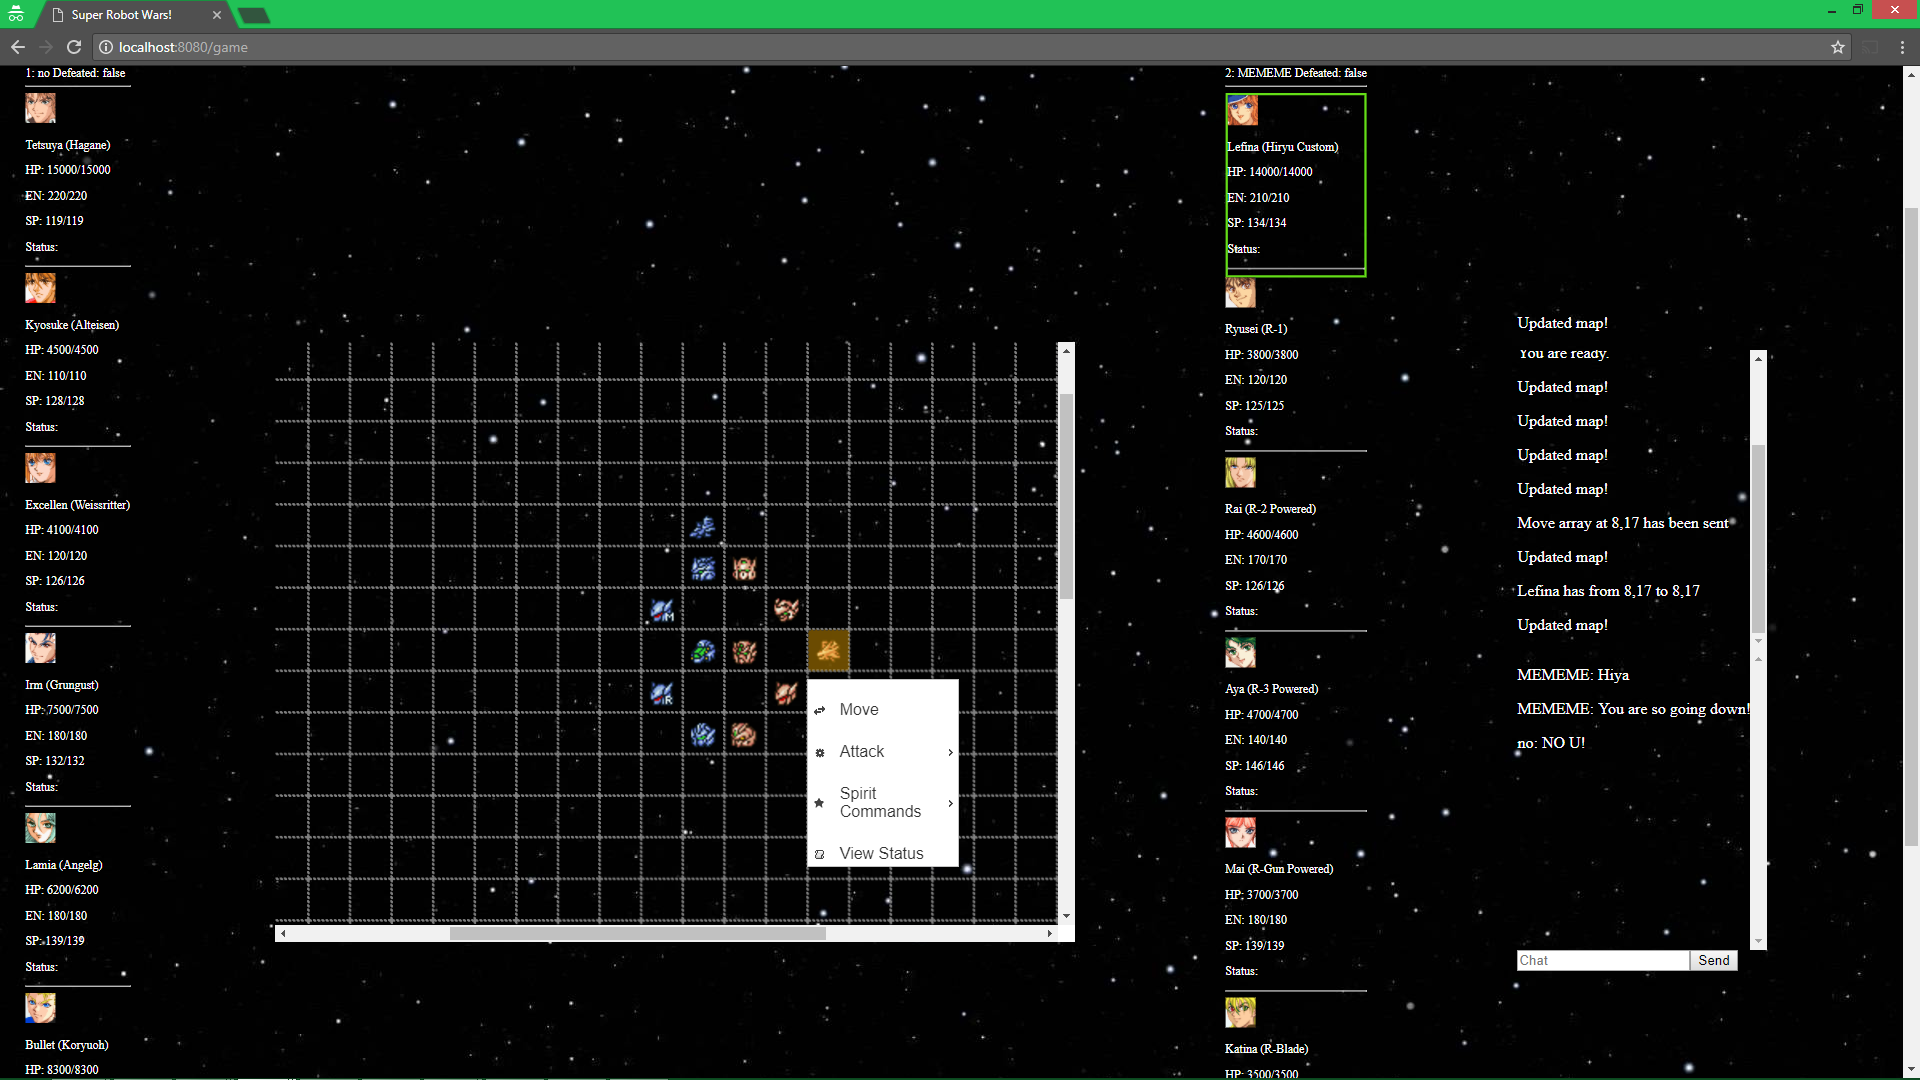 Super Robot Wars!
localhost:8080/game
1: no Defeated: false
Tetsuya (Hagane)
HP: 15000/15000
EN: 220/220
SP: 119/119
Status:
Kyosuke (Alteisen)
HP: 4500/4500
EN: 110/110
SP: 128/128
Status:
Excellen (Weissritter)
HP: 4100/4100
EN: 120/120
SP: 126/126
Status:
Irm (Grungust)
HP: 7500/7500
EN: 180/180
SP: 132/132
Status:
Lamia (Angelg)
HP: 6200/6200
EN: 180/180
SP: 139/139
Status:
Bullet (Koryuoh)
HP: 8300/8300
M
R
Move
Attack
Spirit
Commands
View Status
2: MEMEME Defeated: false
Lefina (Hiryu Custom)
HP: 14000/14000
EN: 210/210
SP: 134/134
Status:
Ryusei (R-1)
HP: 3800/3800
EN: 120/120
SP: 125/125
Status:
Rai (R-2 Powered)
HP: 4600/4600
EN: 170/170
SP: 126/126
Status:
Aya (R-3 Powered)
HP: 4700/4700
EN: 140/140
SP: 146/146
Status:
Mai (R-Gun Powered)
HP: 3700/3700
EN: 180/180
SP: 139/139
Status:
Katina (R-Blade)
HP: 3500/3500
Updated map!
You are ready.
Updated map!
Updated map!
Updated map!
Updated map!
Move array at 8,17 has been sent
Updated map!
Lefina has from 8,17 to 8,17
Updated map!
MEMEME: Hiya
MEMEME: You are so going down!
no: NO U!
Chat
Send